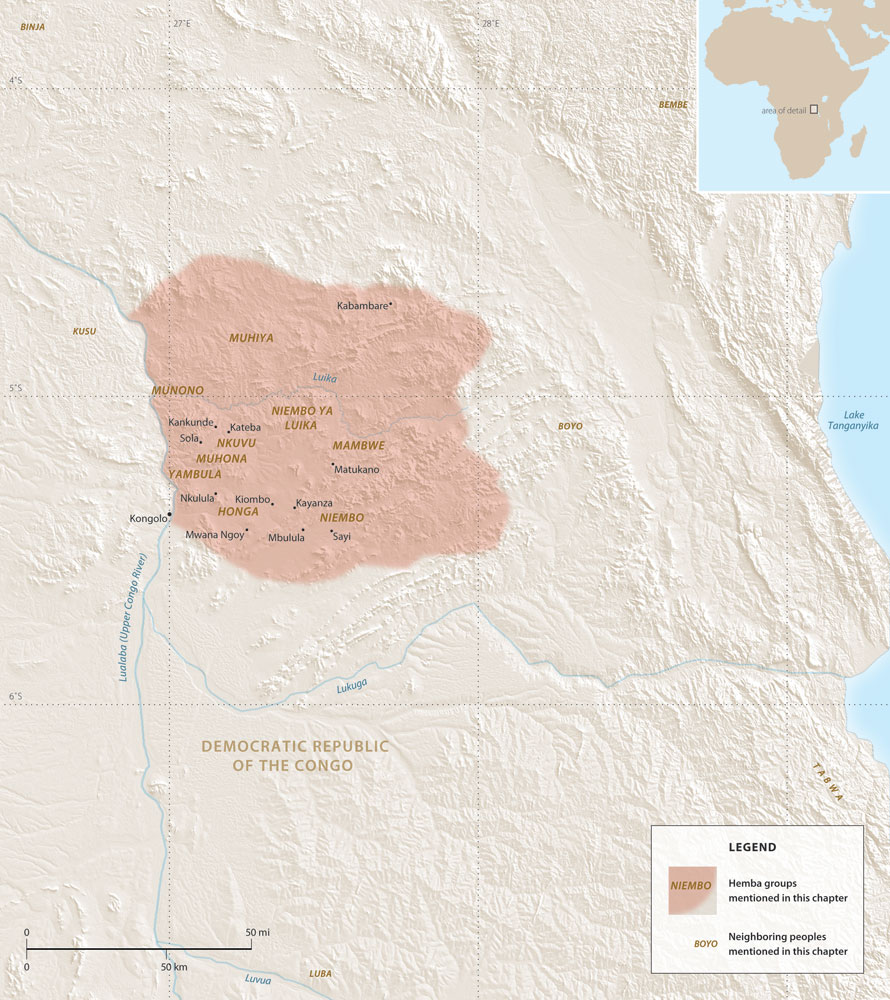 BINJA
27°E
28°E
4°S
BEMBE
area of detail
Kabambare
KUSU
MUHIYA
Luika
5°S
MUNONO
NIEMBO YA
LUIKA
Kankunde
Kateba
Sola
NKUVU
MAMBWE
BOYO
Lake
Tanganyika
MUHONA
YAMBULA
Matukano
Nkulula
Kiombo
Kayanza
HONGA
NIEMBO
Kongolo
Mwana Ngoy
Mbulula
Sayi
Lualaba (Upper Congo River)
Lukuga
6°S
DEMOCRATIC REPUBLIC
OF THE CONGO
TABWA
LEGEND
NIEMBO
Hemba groups
mentioned in this chapter
BOYO
Neighboring peoples
mentioned in this chapter
0
50 mi
0
50 km
Luvua
LUBA